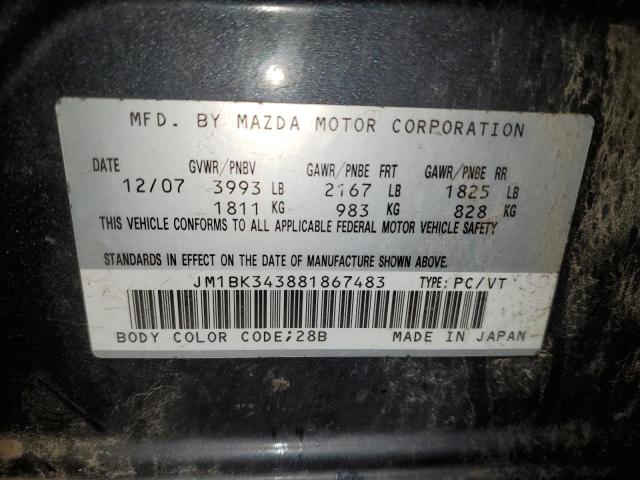 MFD. BY MAZDA MOTOR CORPORATION
DATE GVWR/PNBV GAWR/PNBE FRT GAWR/PNBE RR
12/07 3993 LB 2167 LB 1825 LB
1811 KG 983 KG 828 KG
THIS VEHICLE CONFORMS TO ALL APPLICABLE FEDERAL MOTOR VEHICLE SAFETY
STANDARDS IN EFFECT ON THE DATE OF MANUFACTURE SHOWN ABOVE.
JM1BK343881867483 TYPE: PC/VT
BODY COLOR CODE;28B MADE IN JAPAN